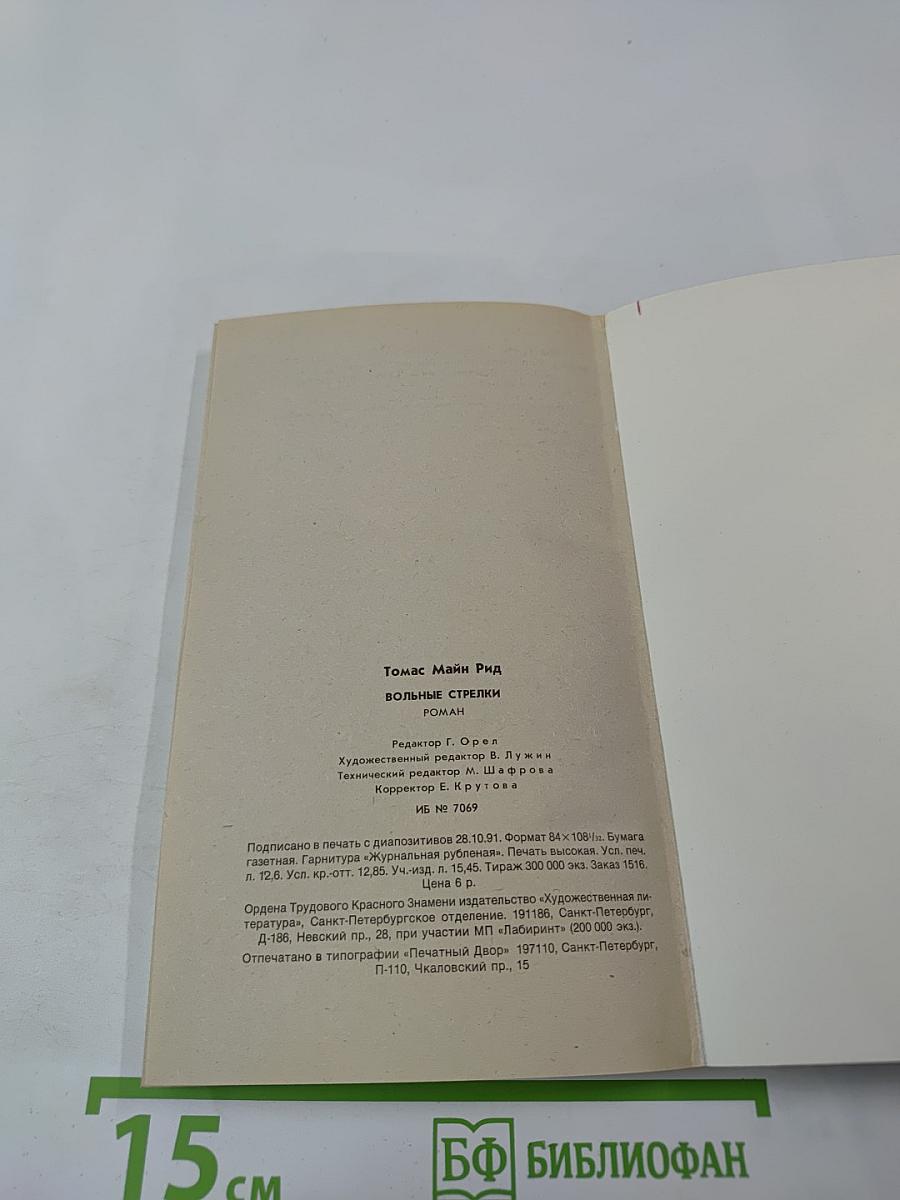 Томас Майн Рид
ВОЛЬНЫЕ СТРЕЛКИ
РОМАН
Редактор Г. Орел
Художественный редактор В. Лужин
Технический редактор М. Шафрова
Корректор Е. Крутова
ИБ № 7069
Подписано в печать с диапозитивов 28.10.91. Формат 84×108¹/₃₂. Бумага
газетная. Гарнитура «Журнальная рубленая». Печать высокая. Усл. печ.
л. 12,6. Усл. кр.-отт. 12,85. Уч.-изд. л. 15,45. Тираж 300 000 экз. Заказ 1516.
Цена 6 р.
Ордена Трудового Красного Знамени издательство «Художественная ли-
тература», Санкт-Петербургское отделение. 191186, Санкт-Петербург,
Д-186, Невский пр., 28, при участии МП «Лабиринт» (200 000 экз.).
Отпечатано в типографии «Печатный Двор» 197110, Санкт-Петербург,
П-110, Чкаловский пр., 15
15 см
БФ БИБЛИОФАН